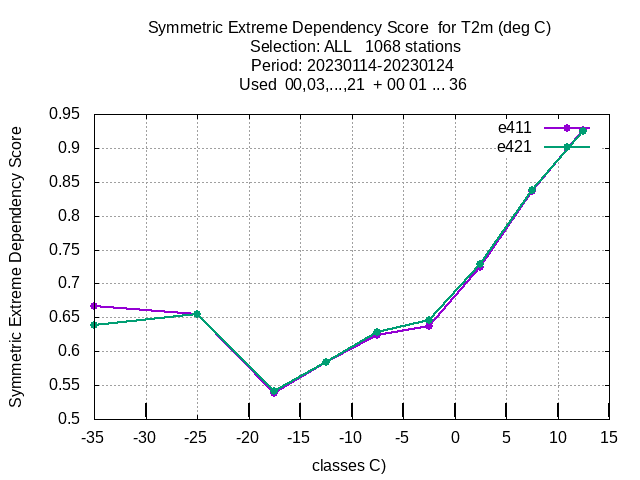 Symmetric Extreme Dependency Score  for T2m (deg C)
Selection: ALL   1068 stations
Period: 20230114-20230124
Used  00,03,...,21  + 00 01 ... 36
e411
e421
Symmetric Extreme Dependency Score
0.95
0.9
0.85
0.8
0.75
0.7
0.65
0.6
0.55
0.5
-35 -30 -25 -20 -15 -10 -5 0 5 10 15
classes C)